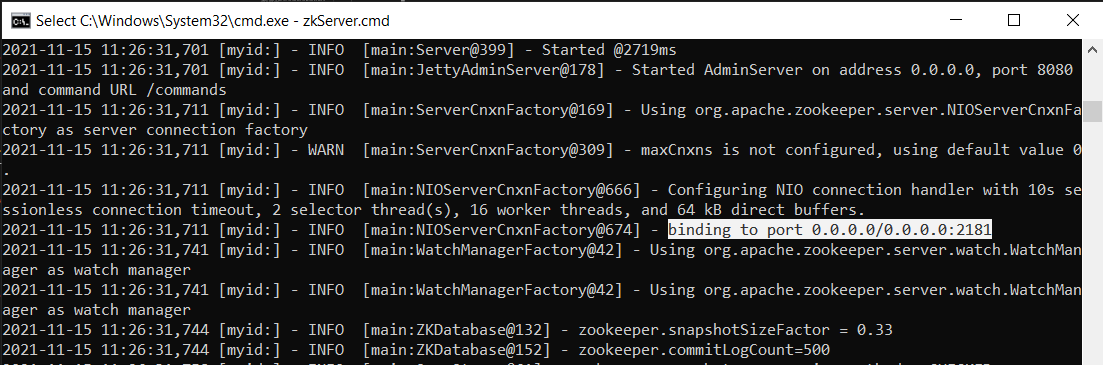 Select C:\Windows\System32\cmd.exe - zkServer.cmd
2021-11-15 11:26:31,701 [myid:] - INFO  [main:Server@399] - Started @2719ms
2021-11-15 11:26:31,701 [myid:] - INFO  [main:JettyAdminServer@178] - Started AdminServer on address 0.0.0.0, port 8080
and command URL /commands
2021-11-15 11:26:31,711 [myid:] - INFO  [main:ServerCnxnFactory@169] - Using org.apache.zookeeper.server.NIOServerCnxnFa
ctory as server connection factory
2021-11-15 11:26:31,711 [myid:] - WARN  [main:ServerCnxnFactory@309] - maxCnxns is not configured, using default value 0
.
2021-11-15 11:26:31,711 [myid:] - INFO  [main:NIOServerCnxnFactory@666] - Configuring NIO connection handler with 10s se
ssionless connection timeout, 2 selector thread(s), 16 worker threads, and 64 kB direct buffers.
2021-11-15 11:26:31,711 [myid:] - INFO  [main:NIOServerCnxnFactory@674] - binding to port 0.0.0.0/0.0.0.0:2181
2021-11-15 11:26:31,741 [myid:] - INFO  [main:WatchManagerFactory@42] - Using org.apache.zookeeper.server.watch.WatchMan
ager as watch manager
2021-11-15 11:26:31,741 [myid:] - INFO  [main:WatchManagerFactory@42] - Using org.apache.zookeeper.server.watch.WatchMan
ager as watch manager
2021-11-15 11:26:31,744 [myid:] - INFO  [main:ZKDatabase@132] - zookeeper.snapshotSizeFactor = 0.33
2021-11-15 11:26:31,744 [myid:] - INFO  [main:ZKDatabase@152] - zookeeper.commitLogCount=500